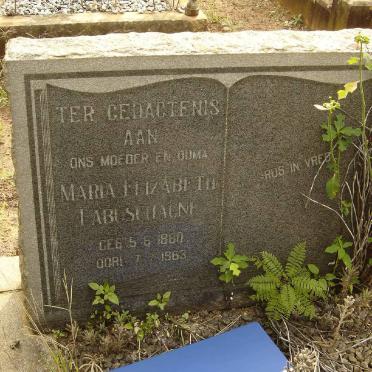 TER GEDAGTENIS
AAN
ONS MOEDER EN OUMA
MARIA ELIZABETH
LABUSCHAGNE
GEB. 5 6 1880
OORL. 7 1963
RUS IN VREDE